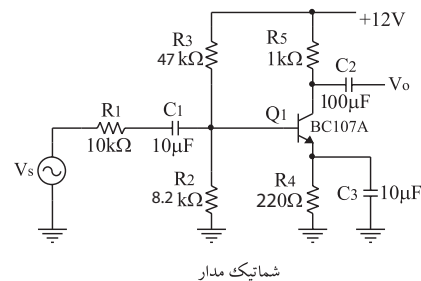 +12V
R3
47 kΩ
R5
1kΩ
C2
100µF
Vo
R1
10kΩ
C1
10µF
Q1
BC107A
Vs
R2
8.2 kΩ
R4
220Ω
C3
10µF
شماتیک مدار